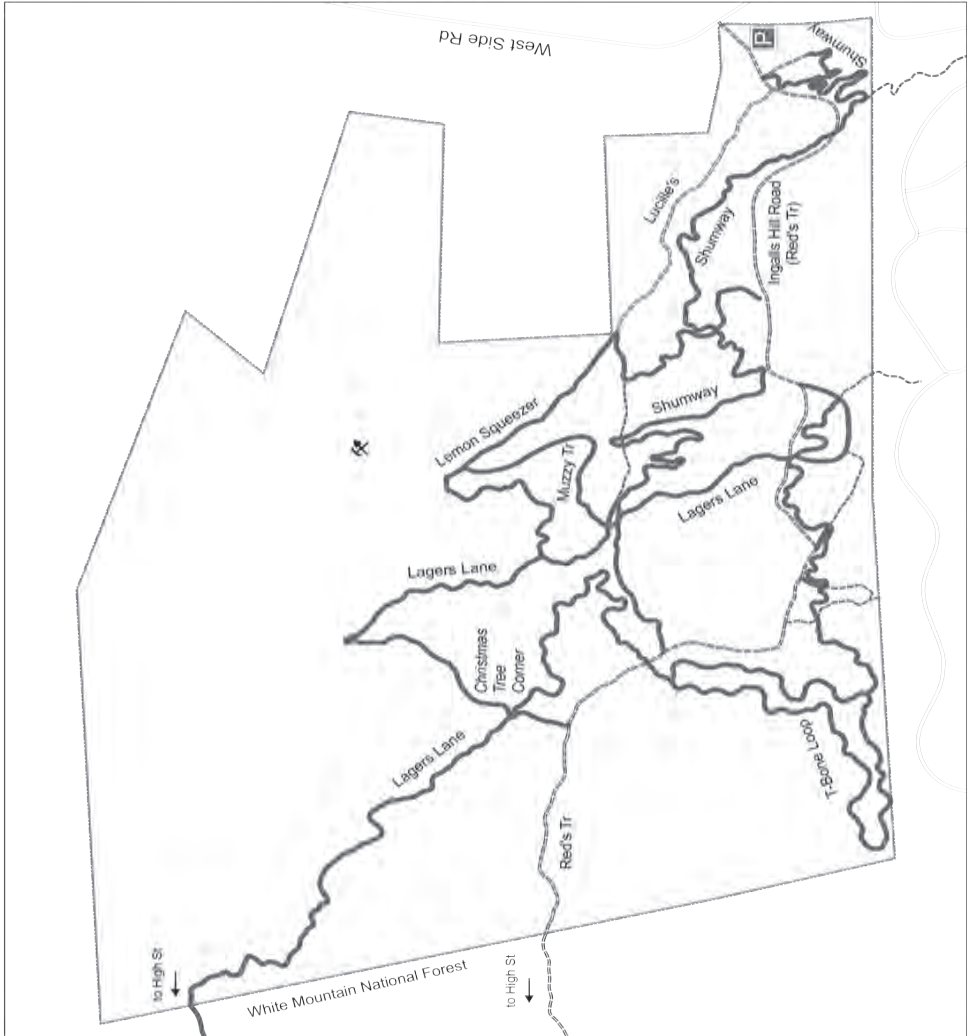 West Side Rd
P
Shumway
Lucille's
Shumway
Ingalls Hill Road
(Red's Tr)
Lemon Squeezer
Shumway
Muzzy Tr
Lagers Lane
Lagers Lane
Christmas
Tree
Corner
Lagers Lane
T-Bone Loop
Red's Tr
to High St
White Mountain National Forest
to High St